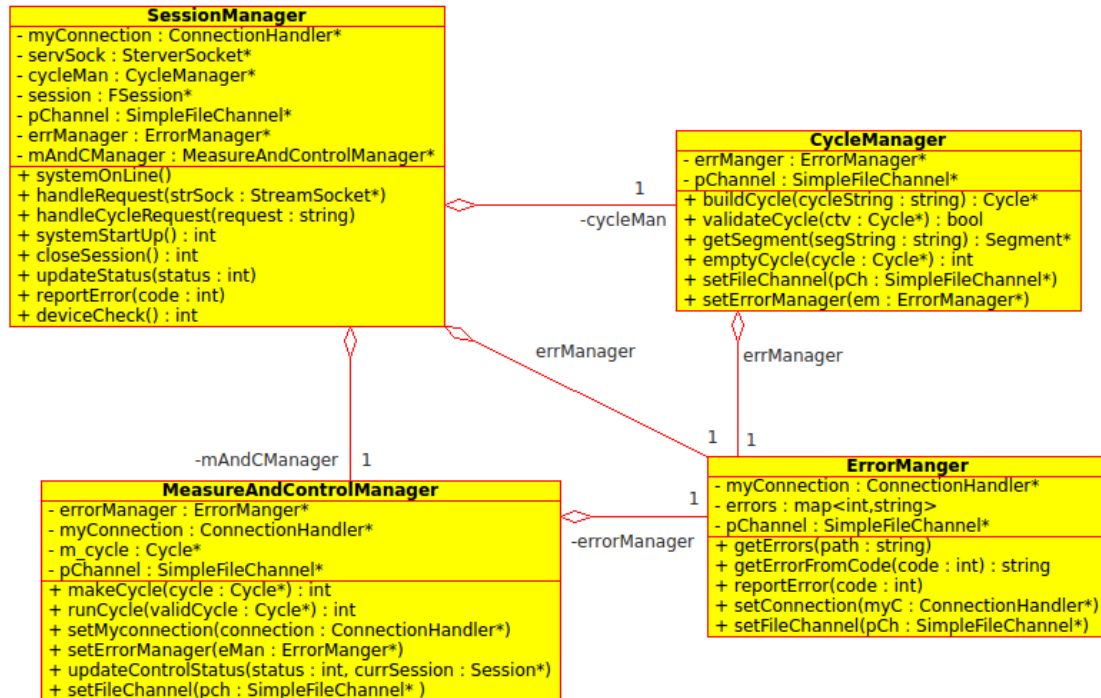 SessionManager
- myConnection : ConnectionHandler*
- servSock : SterverSocket*
- cycleMan : CycleManager*
- session : FSession*
- pChannel : SimpleFileChannel*
- errManager : ErrorManager*
- mAndCManager : MeasureAndControlManager*
+ systemOnLine()
+ handleRequest(strSock : StreamSocket*)
+ handleCycleRequest(request : string)
+ systemStartUp() : int
+ closeSession() : int
+ updateStatus(status : int)
+ reportError(code : int)
+ deviceCheck() : int
1
-cycleMan
CycleManager
- errManger : ErrorManager*
- pChannel : SimpleFileChannel*
+ buildCycle(cycleString : string) : Cycle*
+ validateCycle(ctv : Cycle*) : bool
+ getSegment(segString : string) : Segment*
+ emptyCycle(cycle : Cycle*) : int
+ setFileChannel(pCh : SimpleFileChannel*)
+ setErrorManager(em : ErrorManager*)
errManager
errManager
1
1
-mAndCManager
1
MeasureAndControlManager
- errorManager : ErrorManger*
- myConnection : ConnectionHandler*
- m_cycle : Cycle*
- pChannel : SimpleFileChannel*
+ makeCycle(cycle : Cycle*) : int
+ runCycle(validCycle : Cycle*) : int
+ setMyconnection(connection : ConnectionHandler*)
+ setErrorManager(eMan : ErrorManger*)
+ updateControlStatus(status : int, currSession : Session*)
+ setFileChannel(pch : SimpleFileChannel* )
1
-errorManager
ErrorManger
- myConnection : ConnectionHandler*
- errors : map<int,string>
- pChannel : SimpleFileChannel*
+ getErrors(path : string)
+ getErrorFromCode(code : int) : string
+ reportError(code : int)
+ setConnection(myC : ConnectionHandler*)
+ setFileChannel(pCh : SimpleFileChannel*)